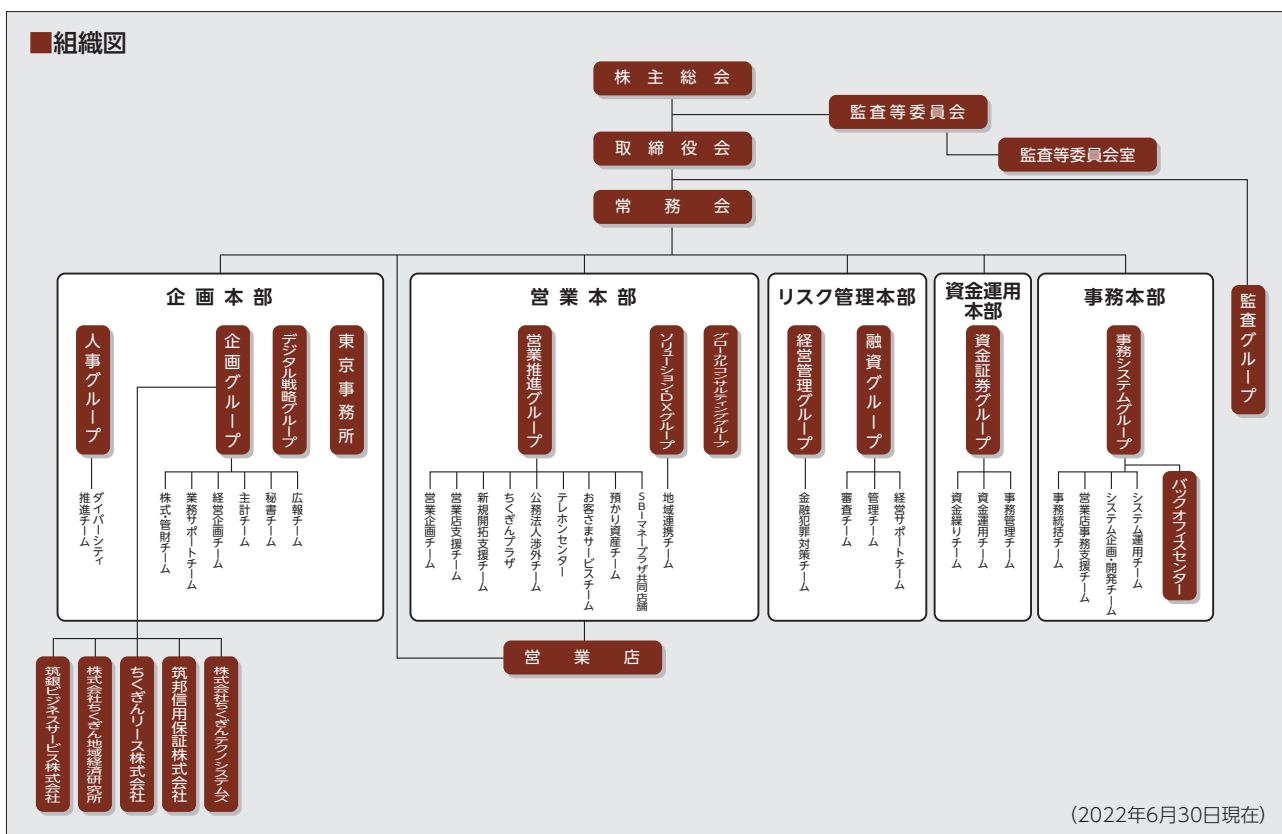 ■組織図
株主総会
監査等委員会
取締役会
監査等委員会室
常務会
企画本部
人事グループ
ダイバーシティ
推進チーム
企画グループ
株式・管財チーム
業務サポートチーム
経営企画チーム
主計チーム
秘書チーム
広報チーム
デジタル戦略グループ
東京事務所
営業本部
営業推進グループ
営業企画チーム
営業店支援チーム
新規開拓支援チーム
ちくぎんプラザ
公務法人渉外チーム
テレホンセンター
お客さまサービスチーム
預かり資産チーム
SBIマネープラザ共同店舗
ソリューション・DXグループ
地域連携チーム
グローカルコンサルティンググループ
リスク管理本部
経営管理グループ
金融犯罪対策チーム
融資グループ
審査チーム
管理チーム
経営サポートチーム
資金運用
本部
資金証券グループ
資金繰りチーム
資金運用チーム
事務管理チーム
事務本部
事務システムグループ
事務統括チーム
営業店事務支援チーム
システム企画・開発チーム
システム運用チーム
バックオフィスセンター
監査グループ
営業店
筑銀ビジネスサービス株式会社
株式会社ちくぎん地域経済研究所
ちくぎんリース株式会社
筑邦信用保証株式会社
株式会社ちくぎんテクノシステムズ
(2022年6月30日現在)